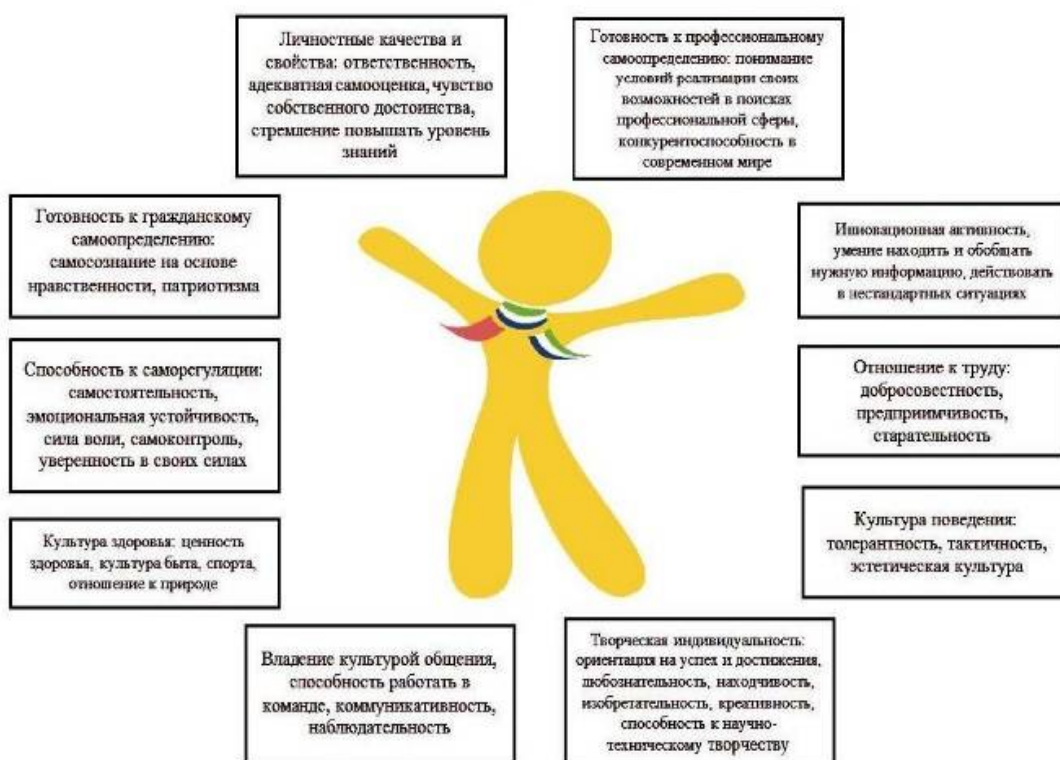 Личностные качества и
свойства: ответственность,
адекватная самооценка, чувство
собственного достоинства,
стремление повышать уровень
знаний
Готовность к профессиональному
самоопределению: понимание
условий реализации своих
возможностей в поисках
профессиональной сферы,
конкурентоспособность в
современном мире
Готовность к гражданскому
самоопределению:
самосознание на основе
нравственности, патриотизма
Инновационная активность,
умение находить и обобщать
нужную информацию, действовать
в нестандартных ситуациях
Способность к саморегуляции:
самостоятельность,
эмоциональная устойчивость,
сила воли, самоконтроль,
уверенность в своих силах
Отношение к труду:
добросовестность,
предприимчивость,
старательность
Культура здоровья: ценность
здоровья, культура быта, спорта,
отношение к природе
Культура поведения:
толерантность, тактичность,
эстетическая культура
Владение культурой общения,
способность работать в
команде, коммуникативность,
наблюдательность
Творческая индивидуальность:
ориентация на успех и достижения,
любознательность, находчивость,
изобретательность, креативность,
способность к научно-
техническому творчеству